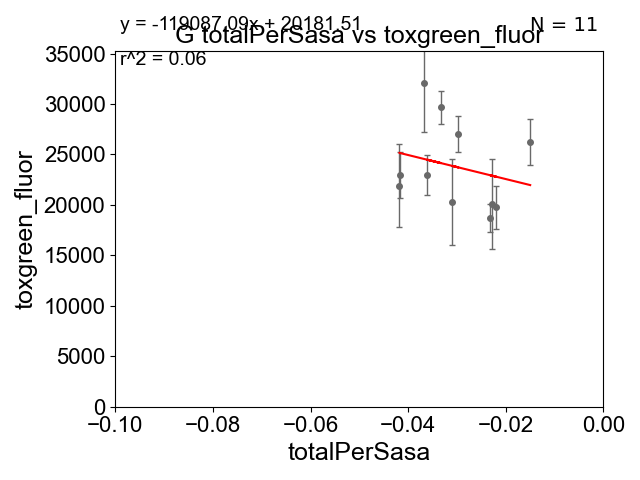 y = -119087.09x + 20181.51
N = 11
G totalPerSasa vs toxgreen_fluor
r^2 = 0.06
35000
30000
25000
20000
15000
10000
5000
0
toxgreen_fluor
−0.10 −0.08 −0.06 −0.04 −0.02 0.00
totalPerSasa